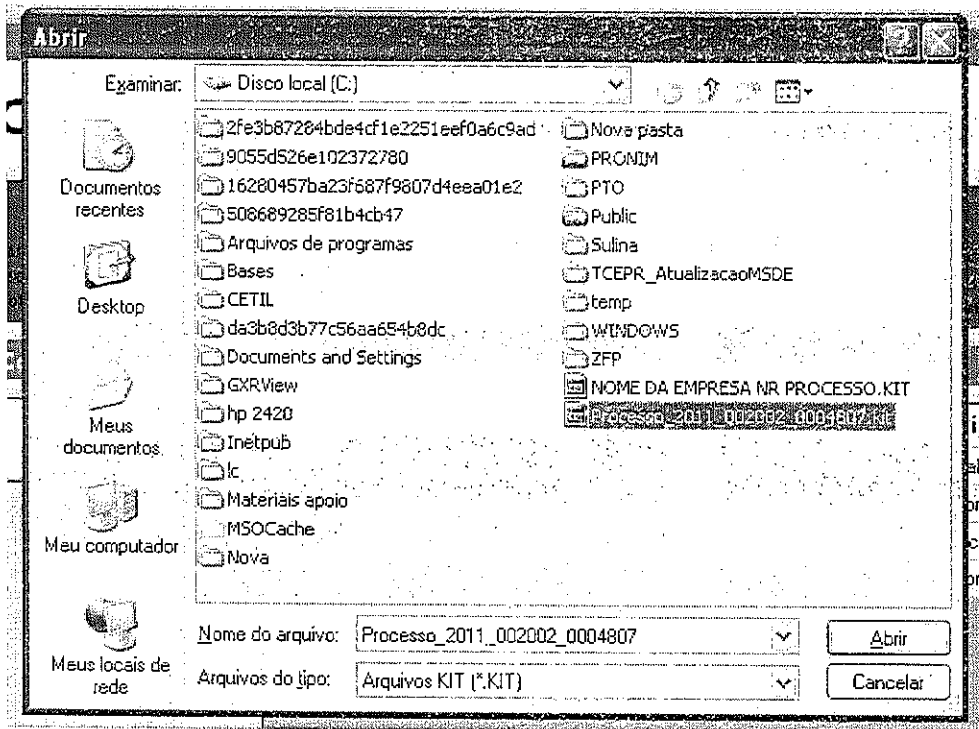 Abrir
Examinar:
Disco local (C:)
Documentos
recentes
Desktop
Meus
documentos
Meu computador
Meus locais de
rede
2fe3b87284bde4cf1e2251eef0a6c9ad
9055d526e102372780
16280457ba23f687f9807d4eea01e2
508689285f81b4cb47
Arquivos de programas
Bases
CETIL
da3b8d3b77c56aa654b8dc
Documents and Settings
GXRView
hp 2420
Inetpub
lc
Materiais apoio
MSOCache
Nova
Nova pasta
PRONIM
PTO
Public
Sulina
TCEPR_AtualizacaoMSDE
temp
WINDOWS
ZFP
NOME DA EMPRESA NR PROCESSO.KIT
Processo_2011_002002_0004807.KIT
Nome do arquivo:
Processo_2011_002002_0004807
Abrir
Arquivos do tipo:
Arquivos KIT (*.KIT)
Cancelar